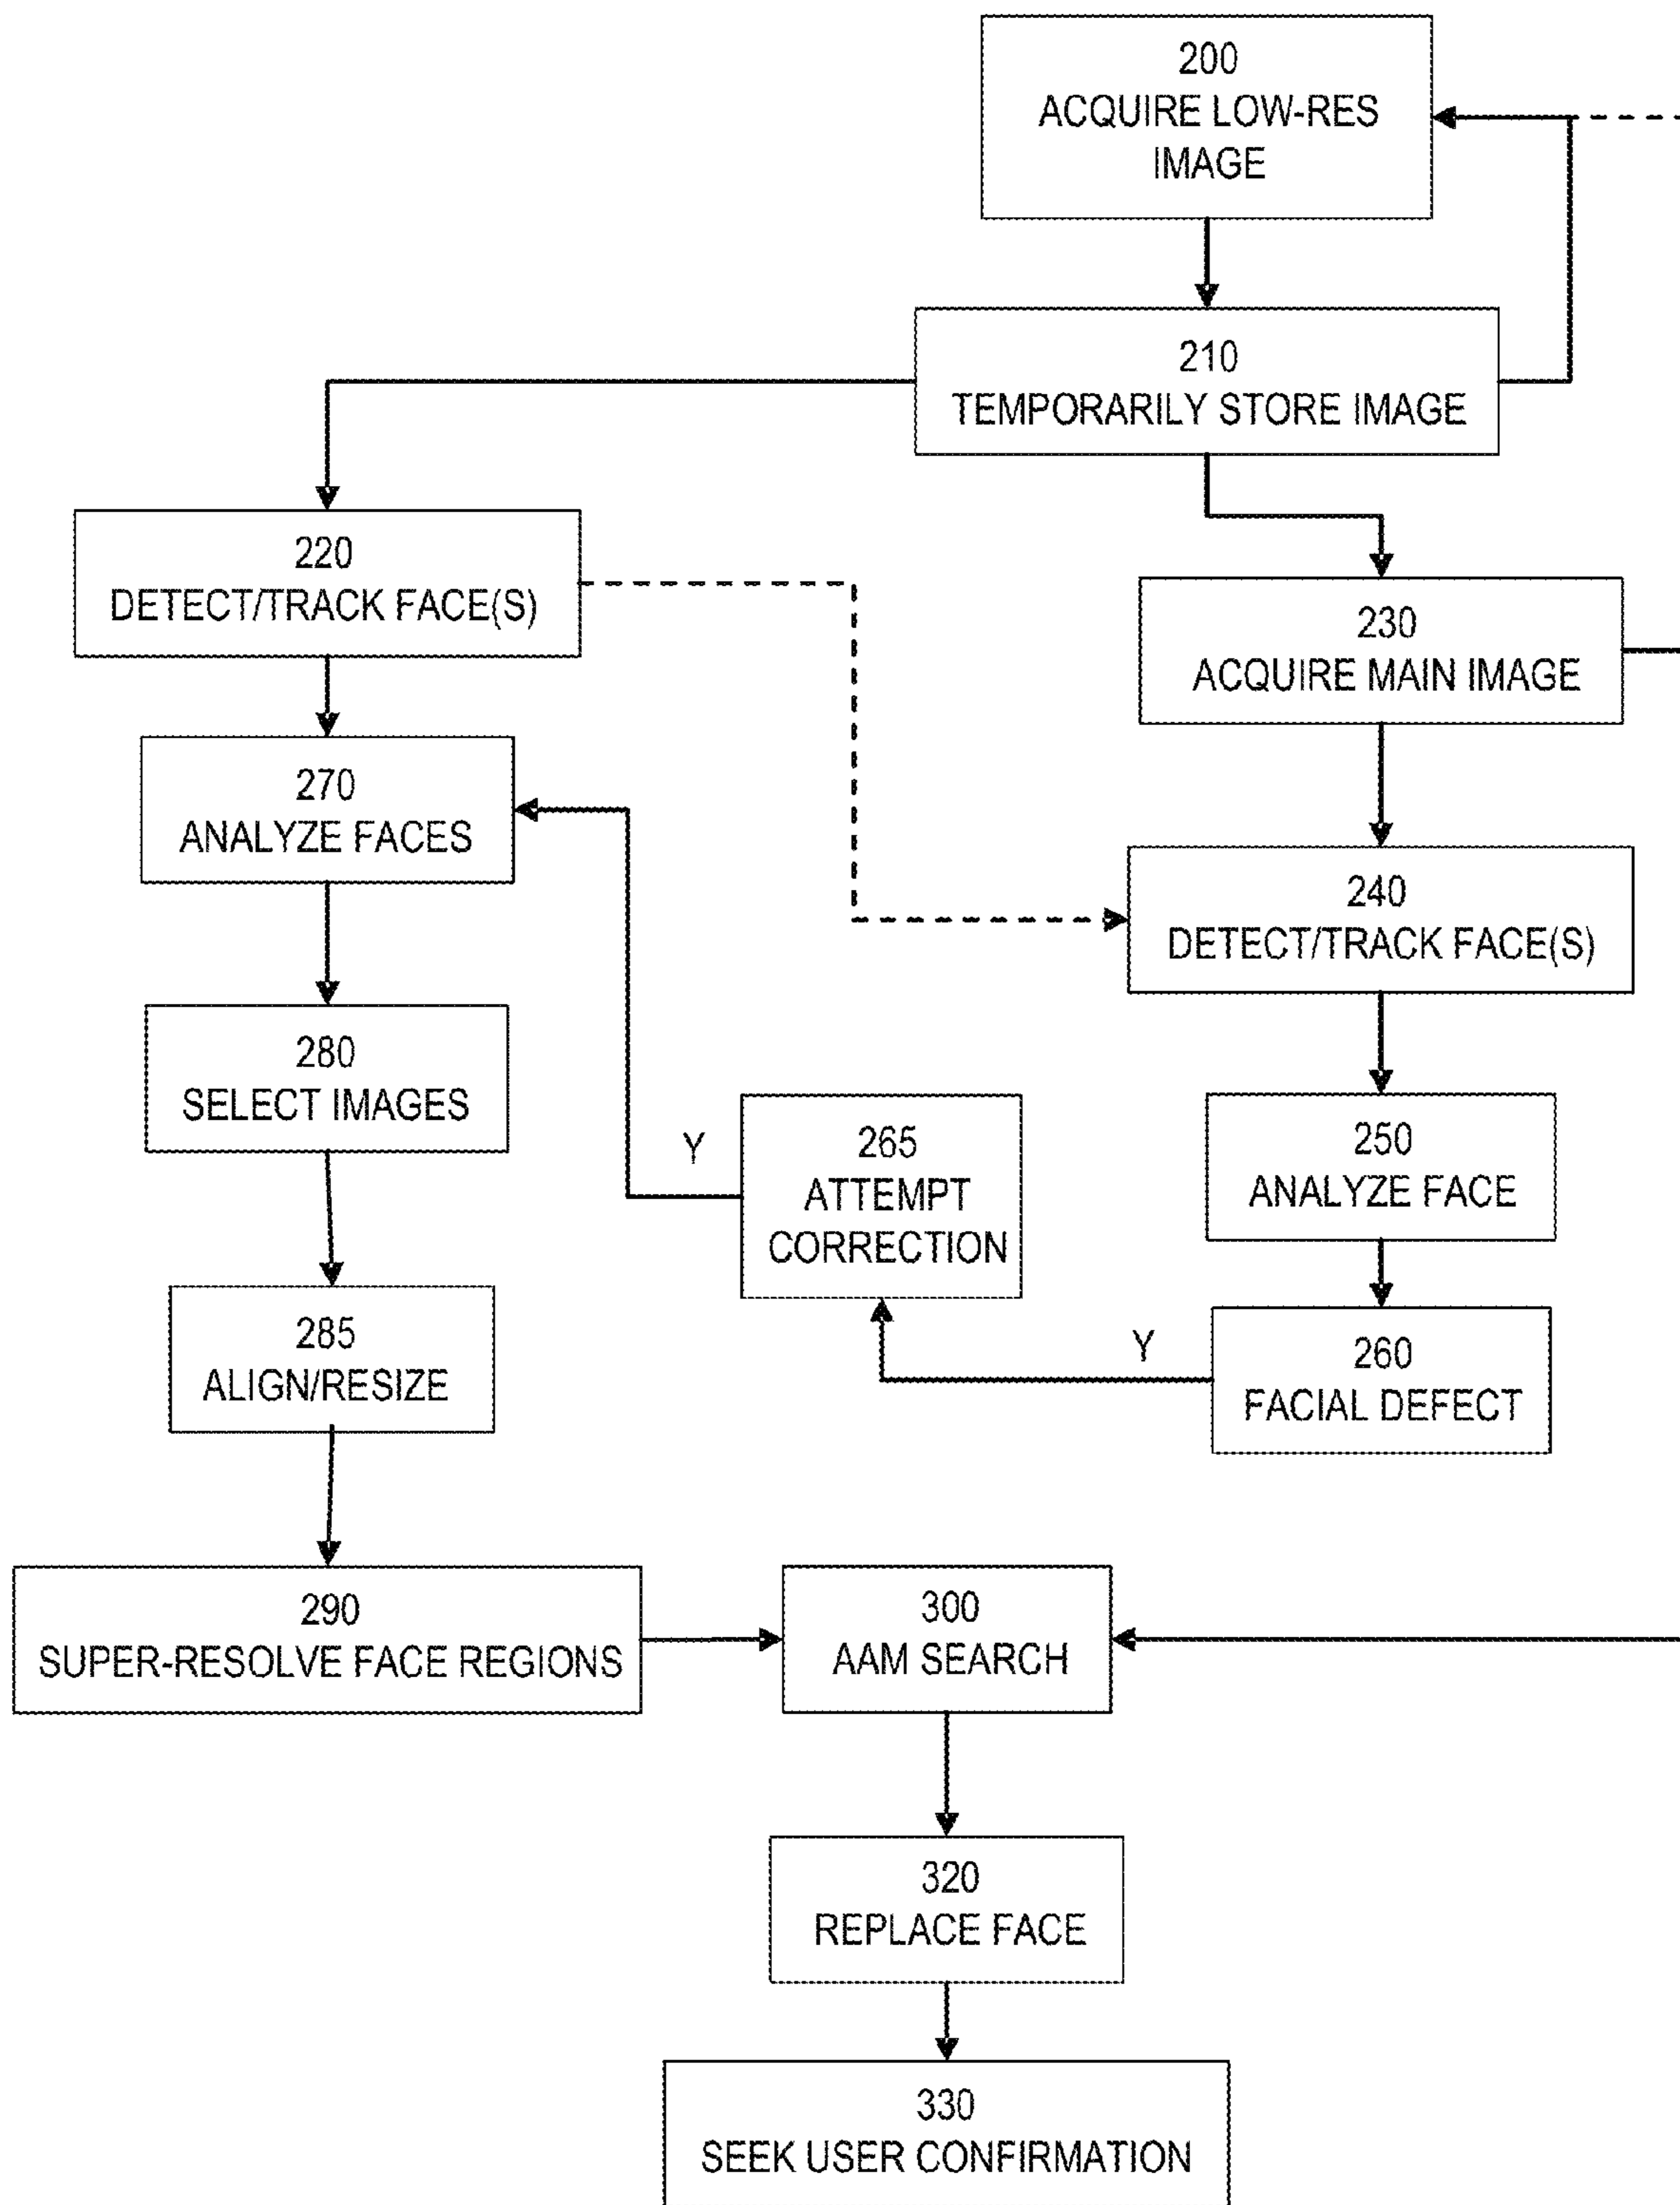 200
ACQUIRE LOW-RES
IMAGE
210
TEMPORARILY STORE IMAGE
220
DETECT/TRACK FACE(S)
230
ACQUIRE MAIN IMAGE
270
ANALYZE FACES
240
DETECT/TRACK FACE(S)
280
SELECT IMAGES
Y
265
ATTEMPT
CORRECTION
250
ANALYZE FACE
285
ALIGN/RESIZE
Y
260
FACIAL DEFECT
290
SUPER-RESOLVE FACE REGIONS
300
AAM SEARCH
320
REPLACE FACE
330
SEEK USER CONFIRMATION